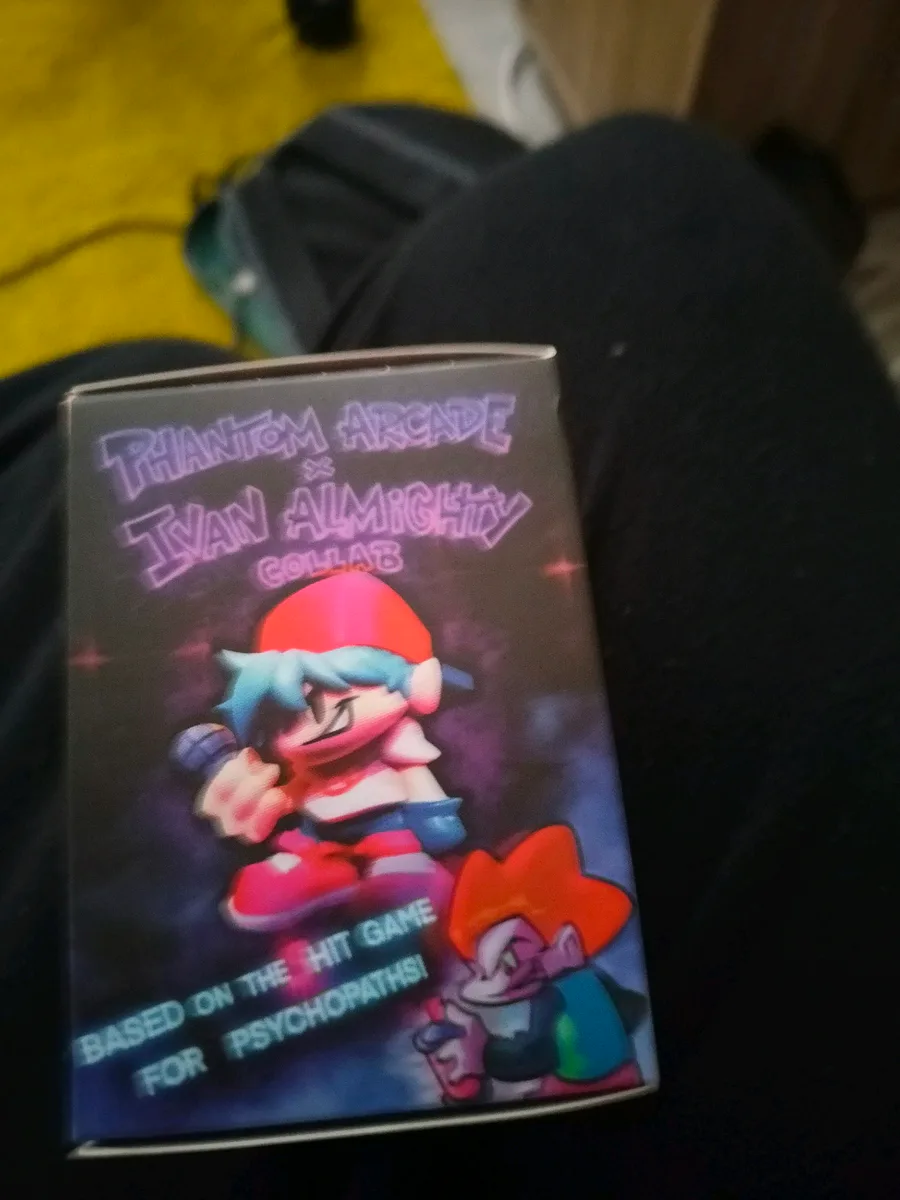 PHANTOM ARCADE
x
IVAN ALMiGHTY
COLLAB
BASED ON THE HIT GAME
FOR PSYCHOPATHS!